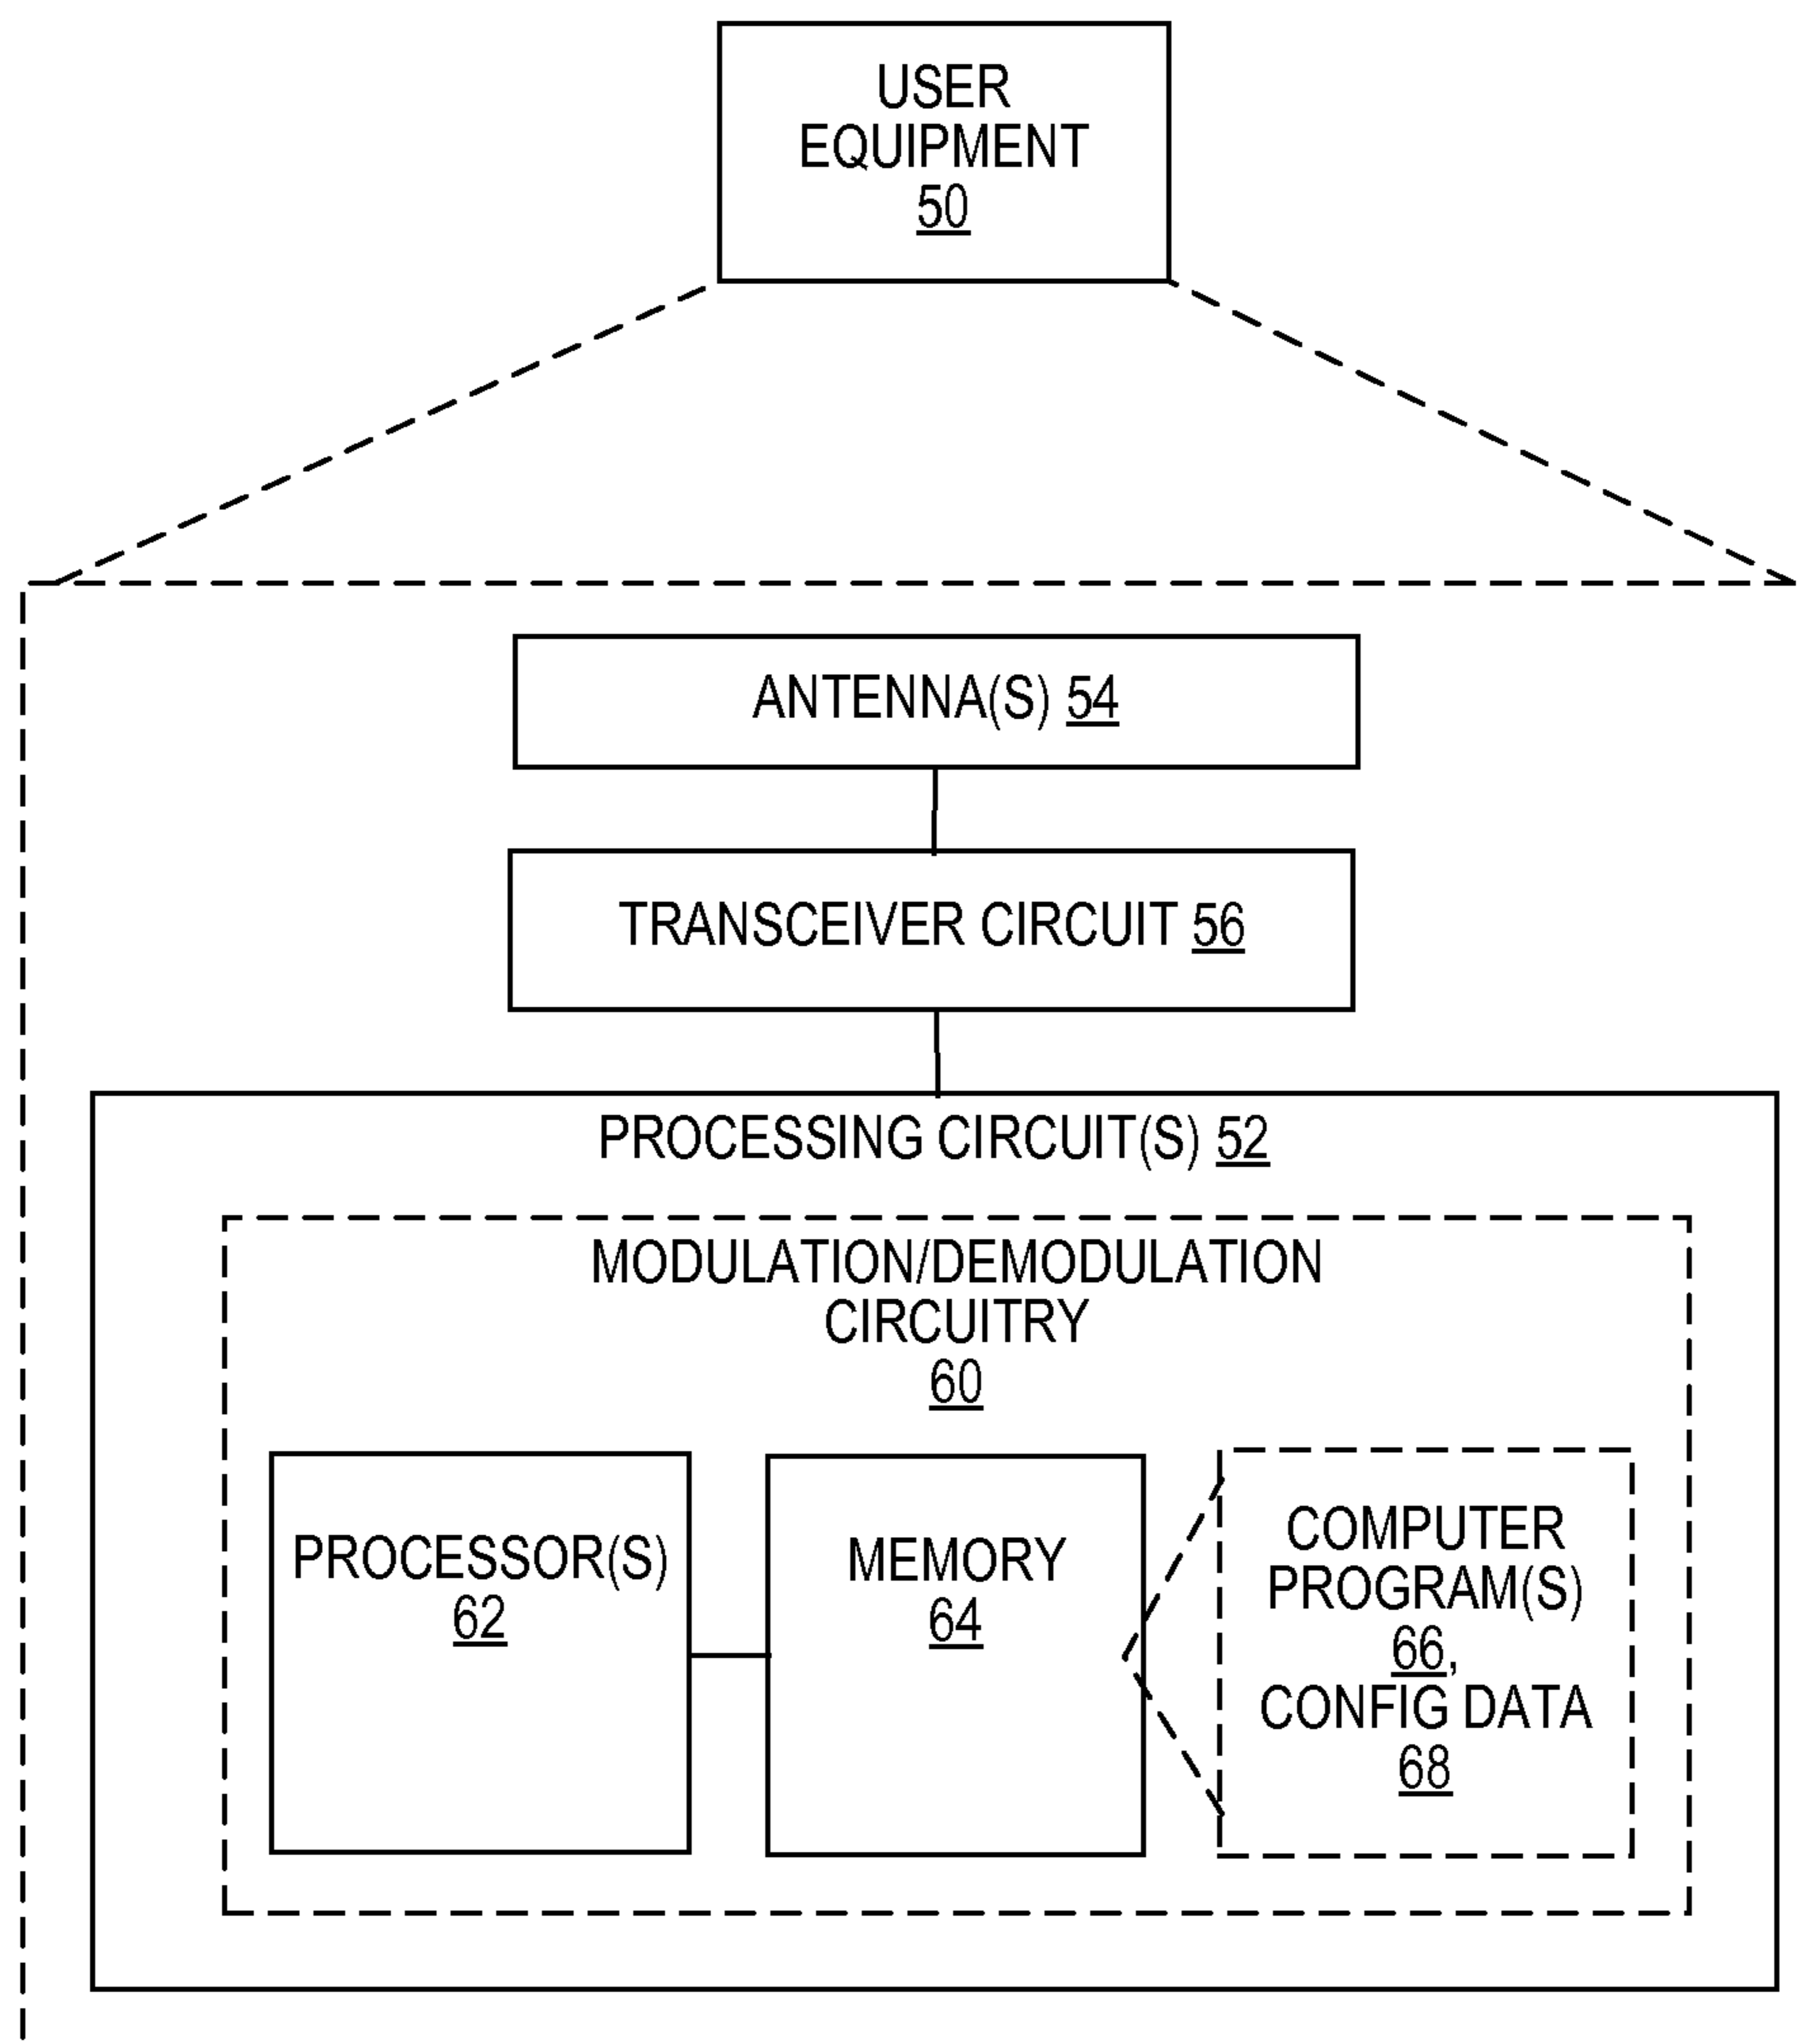 USER
EQUIPMENT
50
ANTENNA(S) 54
TRANSCEIVER CIRCUIT 56
PROCESSING CIRCUIT(S) 52
MODULATION/DEMODULATION
CIRCUITRY
60
PROCESSOR(S)
62
MEMORY
64
COMPUTER
PROGRAM(S)
66,
CONFIG DATA
68